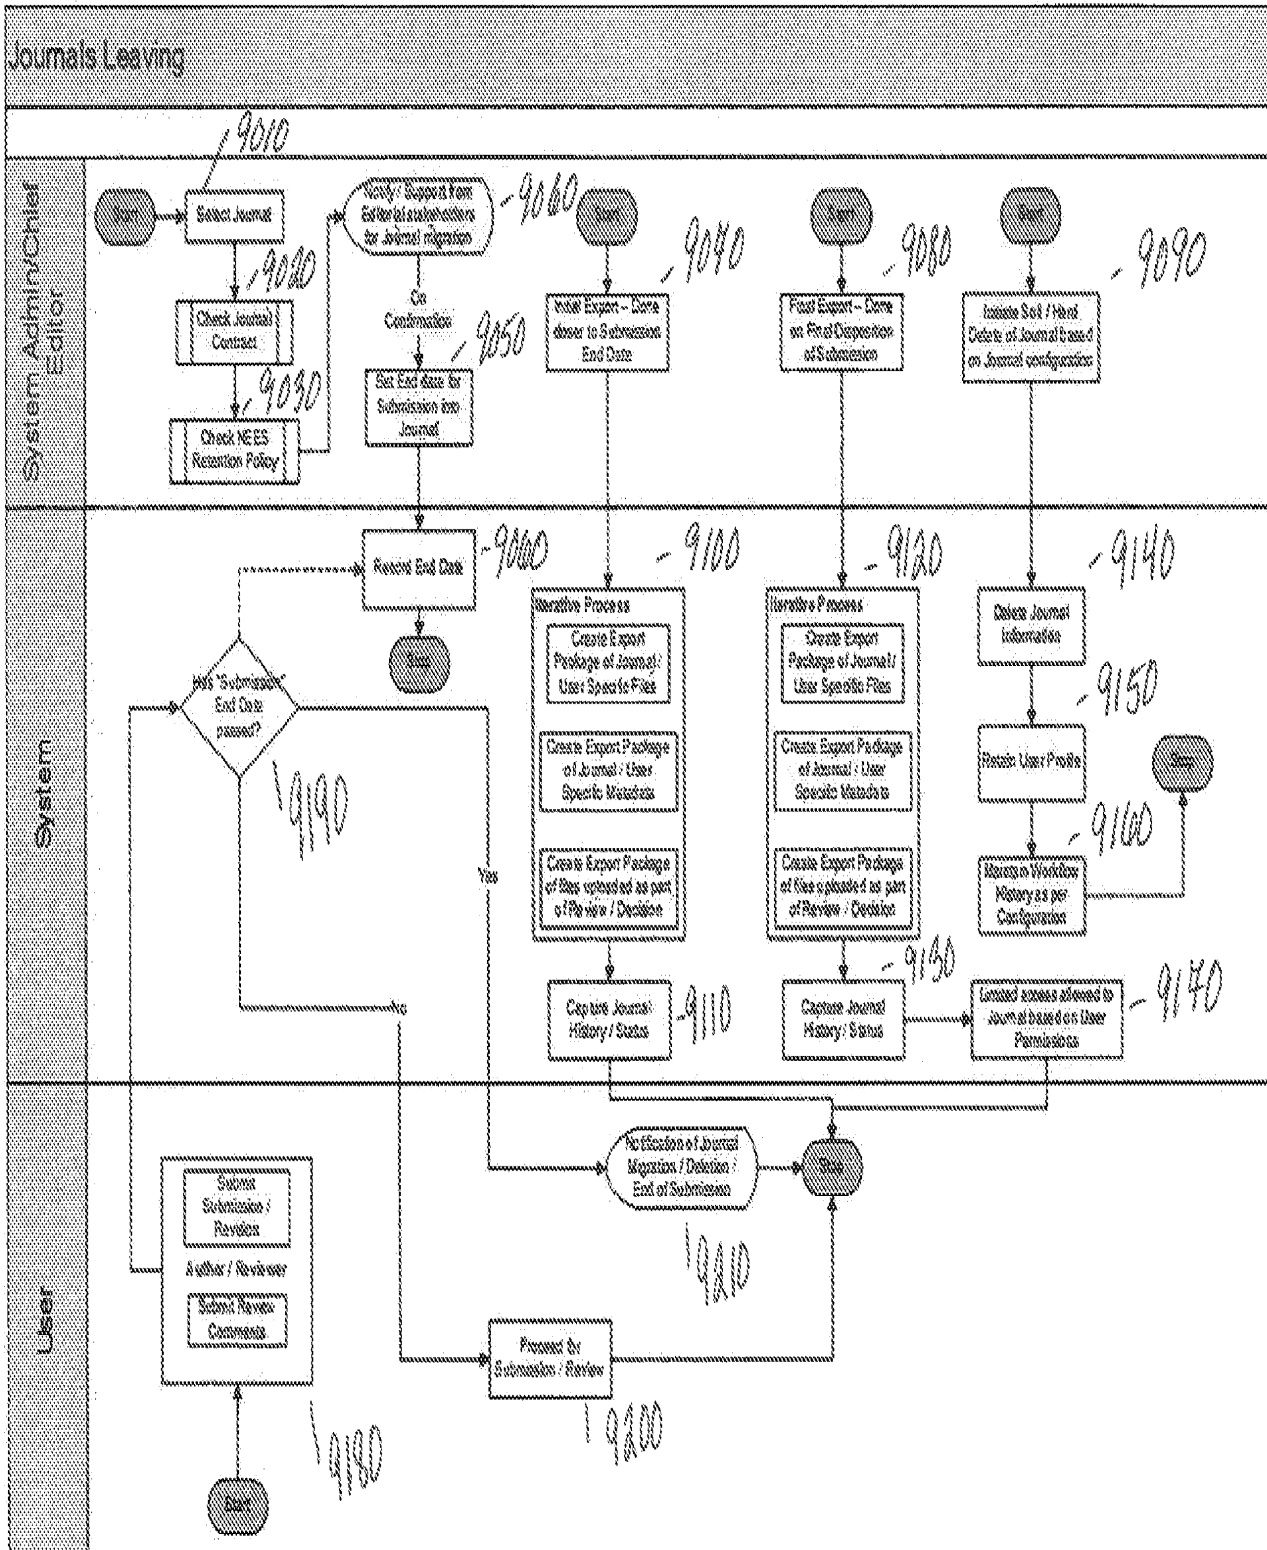 Journals Leaving
System Admin/Chief
Editor
9010
Start
Select Journal
9020
Check Journal
Contract
9030
Check NEES
Retention Policy
Notify / Support from
Editorial stakeholders
for Journal migration
9040
On
Confirmation
9050
Set End date for
Submission into
Journal
Start
9070
Initial Export – Done
closer to Submission
End Date
Start
9080
Final Export – Done
on Final Disposition
of Submission
Start
9090
Initiate Soft / Hard
Delete of Journal based
on Journal configuration
System
Record End Date
9060
Stop
Has "Submission"
End Date
passed?
9190
Yes
No
9100
Iterative Process
Create Export
Package of Journal /
User Specific Files
Create Export Package
of Journal / User
Specific Metadata
Create Export Package
of files uploaded as part
of Review / Decision
Capture Journal
History / Status
9110
9120
Iterative Process
Create Export
Package of Journal /
User Specific Files
Create Export Package
of Journal / User
Specific Metadata
Create Export Package
of files uploaded as part
of Review / Decision
9130
Capture Journal
History / Status
9140
Delete Journal
Information
9150
Retain User Profile
9160
Maintain Workflow
History as per
Configuration
Stop
9170
Limited access allowed to
Journal based on User
Permissions
User
Submit
Submission /
Revision
Author / Reviewer
Submit Review
Comments
9180
Start
Notification of Journal
Migration / Deletion /
End of Submission
9210
Stop
Proceed for
Submission / Review
9200